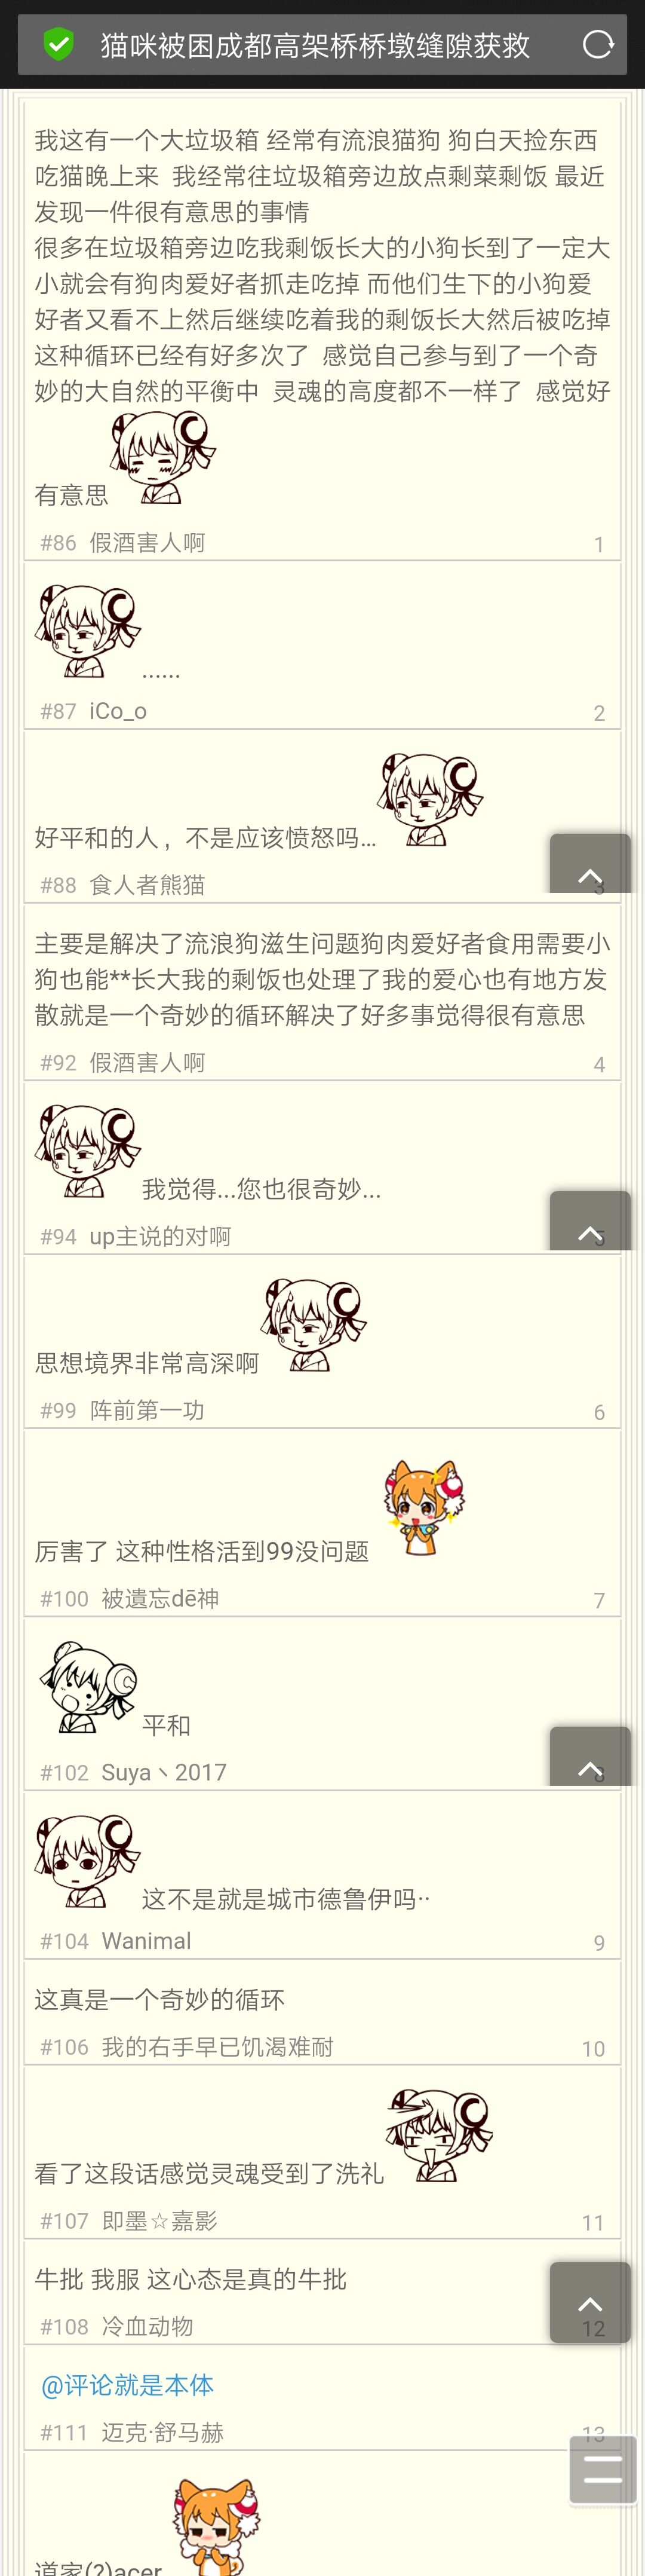 猫咪被困成都高架桥桥墩缝隙获救
我这有一个大垃圾箱 经常有流浪猫狗 狗白天捡东西
吃猫晚上来 我经常往垃圾箱旁边放点剩菜剩饭 最近
发现一件很有意思的事情
很多在垃圾箱旁边吃我剩饭长大的小狗长到了一定大
小就会有狗肉爱好者抓走吃掉 而他们生下的小狗爱
好者又看不上然后继续吃着我的剩饭长大然后被吃掉
这种循环已经有好多次了 感觉自己参与到了一个奇
妙的大自然的平衡中 灵魂的高度都不一样了 感觉好
有意思
#86 假酒害人啊 1
......
#87 iCo_o 2
好平和的人，不是应该愤怒吗...
#88 食人者熊猫 3
主要是解决了流浪狗滋生问题狗肉爱好者食用需要小
狗也能**长大我的剩饭也处理了我的爱心也有地方发
散就是一个奇妙的循环解决了好多事觉得很有意思
#92 假酒害人啊 4
我觉得...您也很奇妙...
#94 up主说的对啊 5
思想境界非常高深啊
#99 阵前第一功 6
厉害了 这种性格活到99没问题
#100 被遗忘dē神 7
平和
#102 Suya丶2017 8
这不是就是城市德鲁伊吗··
#104 Wanimal 9
这真是一个奇妙的循环
#106 我的右手早已饥渴难耐 10
看了这段话感觉灵魂受到了洗礼
#107 即墨☆嘉影 11
牛批 我服 这心态是真的牛批
#108 冷血动物 12
@评论就是本体
#111 迈克·舒马赫 13
道家(?)acer